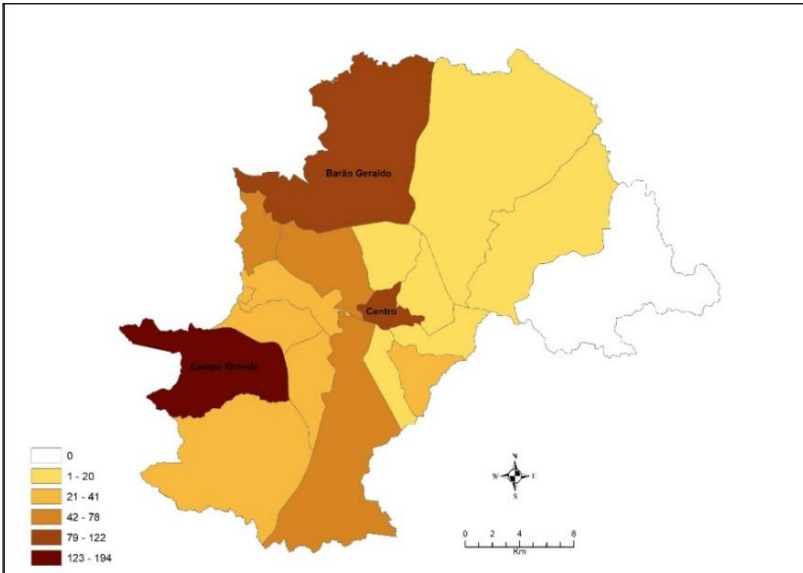 Barão Geraldo
Centro
Campo Grande
0
1 - 20
21 - 41
42 - 78
79 - 122
123 - 194
N
W E
S
0 2 4 8
Km